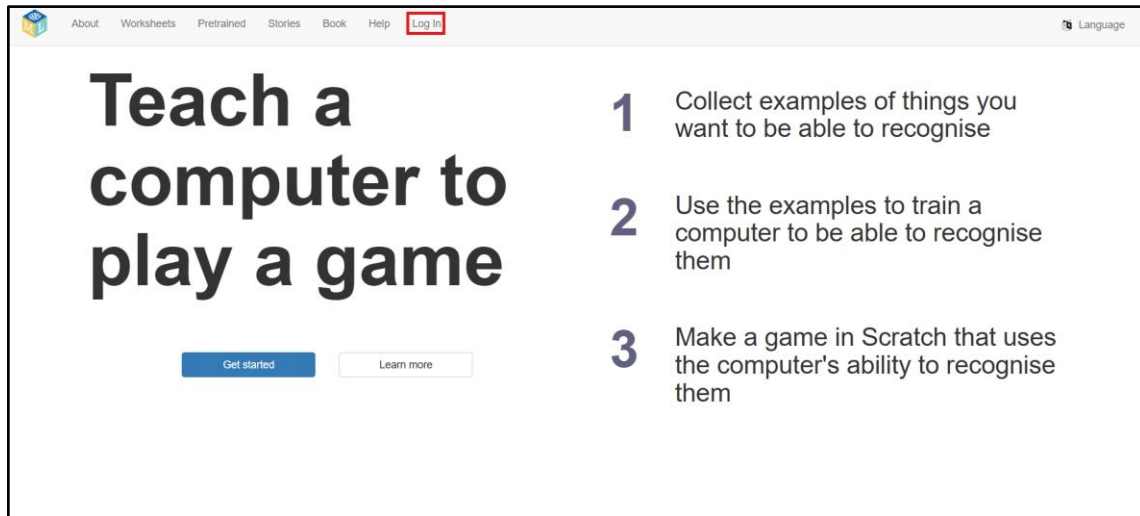 About Worksheets Pretrained Stories Book Help Log In Language
Teach a
computer to
play a game
Get started Learn more
1 Collect examples of things you
want to be able to recognise
2 Use the examples to train a
computer to be able to recognise
them
3 Make a game in Scratch that uses
the computer's ability to recognise
them